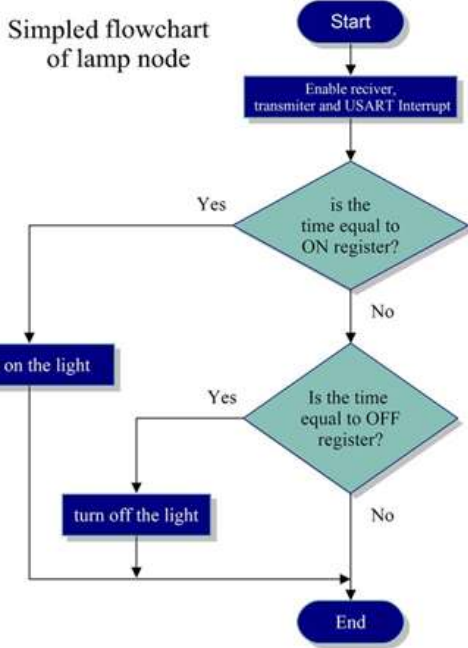 Simpled flowchart
of lamp node
Start
Enable reciver,
transmiter and USART Interrupt
Yes
is the
time equal to
ON register?
No
on the light
Yes
Is the time
equal to OFF
register?
turn off the light
No
End